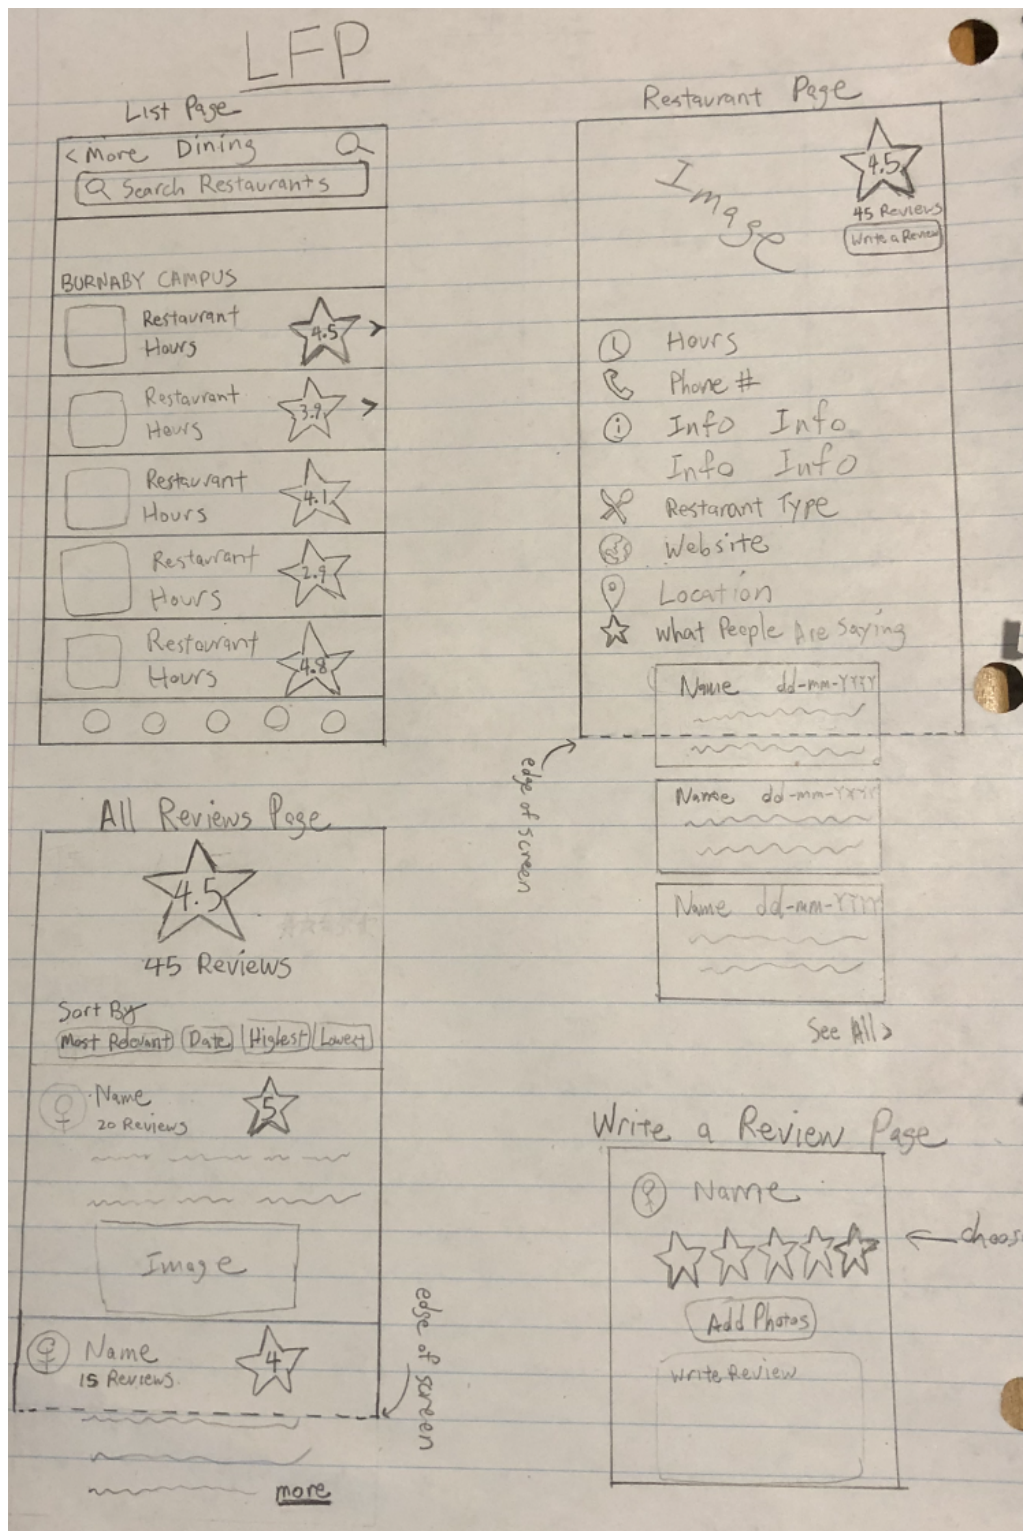 LFP
List Page
< More Dining
Search Restaurants
BURNABY CAMPUS
Restaurant
Hours
4.5 >
Restaurant
Hours
3.9 >
Restaurant
Hours
4.1
Restaurant
Hours
2.9
Restaurant
Hours
4.8
Restaurant Page
Image
4.5
45 Reviews
Write a Review
Hours
Phone #
Info Info
Info Info
Restarant Type
Website
Location
What People Are Saying
Name dd-mm-YYYY
edge of screen
Name dd-mm-YYYY
Name dd-mm-YYYY
See All >
All Reviews Page
4.5
45 Reviews
Sort By
Most Relevant Date Highest Lowest
Name
20 Reviews
5
Image
Name
15 Reviews
4
edge of screen
more
Write a Review Page
Name
Add Photos
Write Review